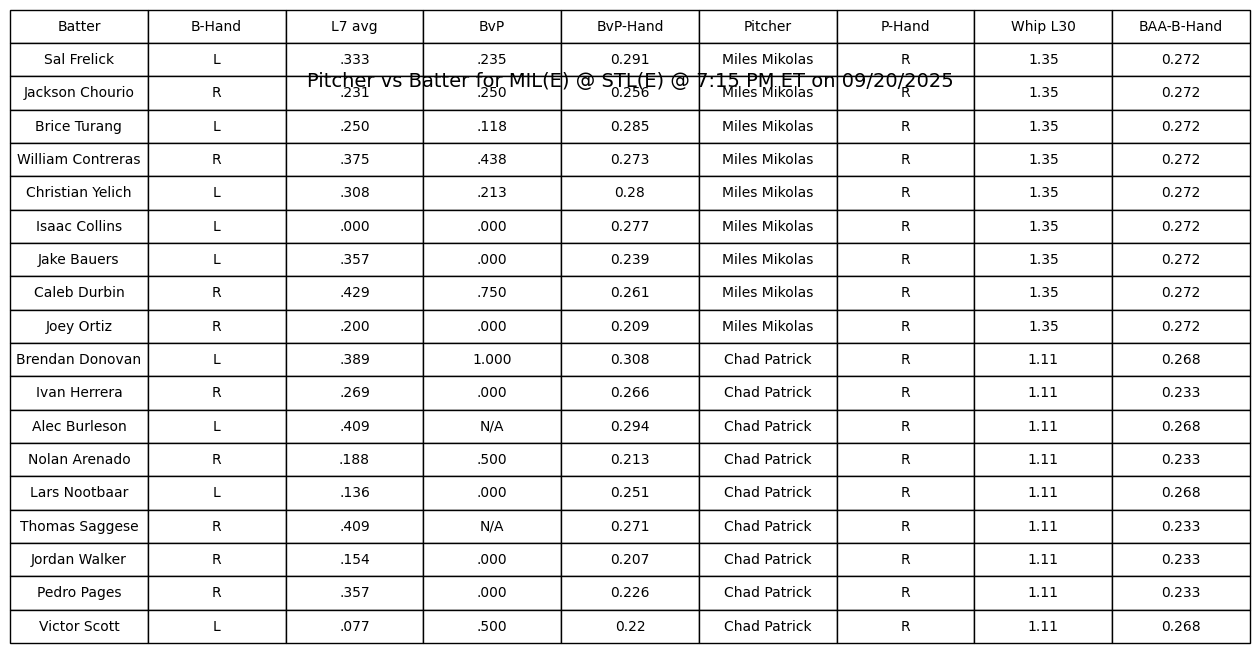 Batter B-Hand L7 avg BvP BvP-Hand Pitcher P-Hand Whip L30 BAA-B-Hand
Sal Frelick L .333 .235 0.291 Miles Mikolas R 1.35 0.272
Pitcher vs Batter for MIL(E) @ STL(E) @ 7:15 PM ET on 09/20/2025
Jackson Chourio R .231 .250 0.256 Miles Mikolas R 1.35 0.272
Brice Turang L .250 .118 0.285 Miles Mikolas R 1.35 0.272
William Contreras R .375 .438 0.273 Miles Mikolas R 1.35 0.272
Christian Yelich L .308 .213 0.28 Miles Mikolas R 1.35 0.272
Isaac Collins L .000 .000 0.277 Miles Mikolas R 1.35 0.272
Jake Bauers L .357 .000 0.239 Miles Mikolas R 1.35 0.272
Caleb Durbin R .429 .750 0.261 Miles Mikolas R 1.35 0.272
Joey Ortiz R .200 .000 0.209 Miles Mikolas R 1.35 0.272
Brendan Donovan L .389 1.000 0.308 Chad Patrick R 1.11 0.268
Ivan Herrera R .269 .000 0.266 Chad Patrick R 1.11 0.233
Alec Burleson L .409 N/A 0.294 Chad Patrick R 1.11 0.268
Nolan Arenado R .188 .500 0.213 Chad Patrick R 1.11 0.233
Lars Nootbaar L .136 .000 0.251 Chad Patrick R 1.11 0.268
Thomas Saggese R .409 N/A 0.271 Chad Patrick R 1.11 0.233
Jordan Walker R .154 .000 0.207 Chad Patrick R 1.11 0.233
Pedro Pages R .357 .000 0.226 Chad Patrick R 1.11 0.233
Victor Scott L .077 .500 0.22 Chad Patrick R 1.11 0.268